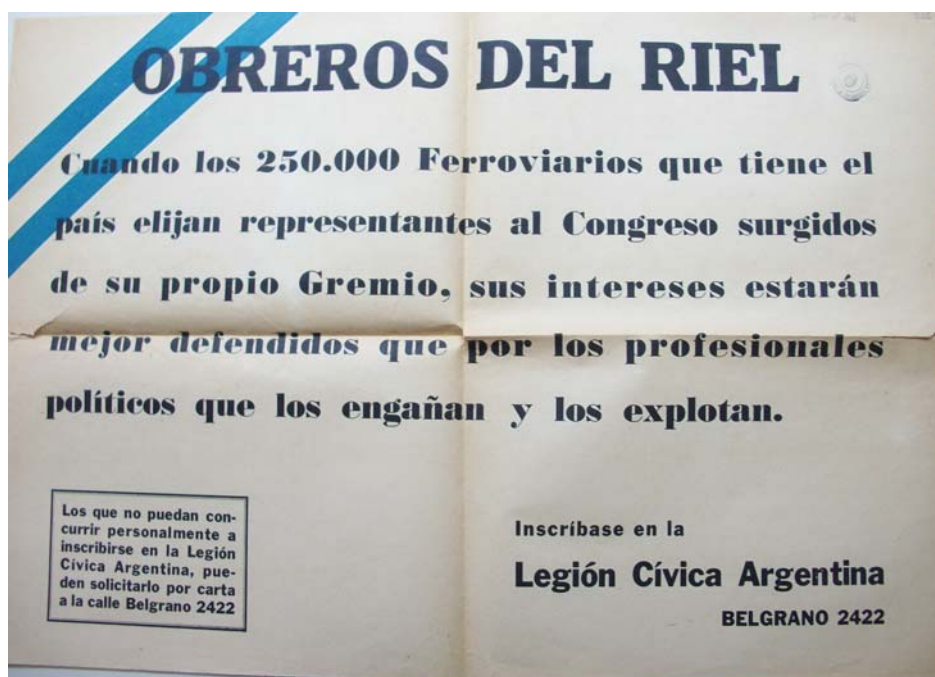 OBREROS DEL RIEL
Cuando los 250.000 Ferroviarios que tiene el
país elijan representantes al Congreso surgidos
de su propio Gremio, sus intereses estarán
mejor defendidos que por los profesionales
políticos que los engañan y los explotan.
Los que no puedan con-
currir personalmente a
inscribirse en la Legión
Cívica Argentina, pue-
den solicitarlo por carta
a la calle Belgrano 2422
Inscríbase en la
Legión Cívica Argentina
BELGRANO 2422